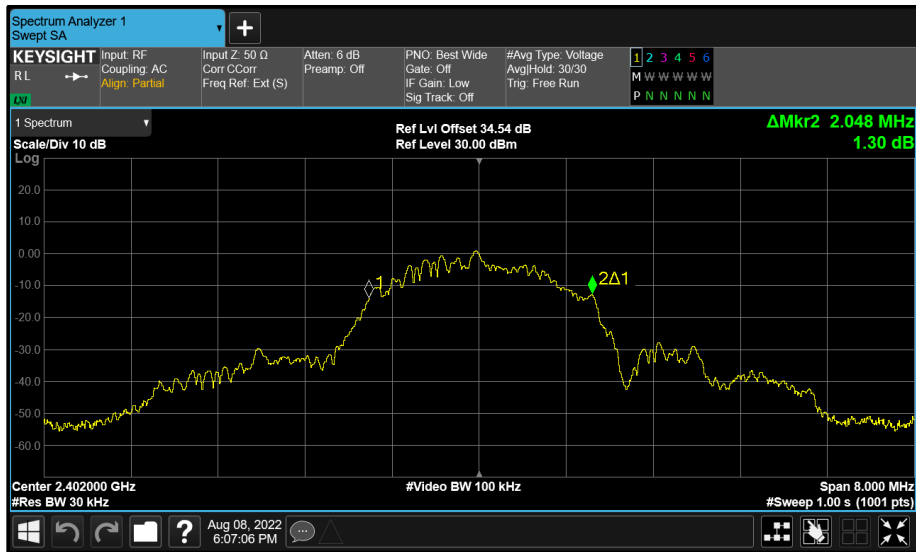 Spectrum Analyzer 1
Swept SA
+
KEYSIGHT Input: RF Input Z: 50 Ω Atten: 6 dB PNO: Best Wide #Avg Type: Voltage 1 2 3 4 5 6
RL Coupling: AC Corr CCorr Preamp: Off Gate: Off Avg|Hold: 30/30 M W W W W W
Align: Partial Freq Ref: Ext (S) IF Gain: Low Trig: Free Run
LXI Sig Track: Off P N N N N N
1 Spectrum
Scale/Div 10 dB
Ref Lvl Offset 34.54 dB
Ref Level 30.00 dBm
ΔMkr2 2.048 MHz
1.30 dB
Log
20.0
10.0
0.00
-10.0
1
2Δ1
-20.0
-30.0
-40.0
-50.0
-60.0
Center 2.402000 GHz #Video BW 100 kHz Span 8.000 MHz
#Res BW 30 kHz #Sweep 1.00 s (1001 pts)
? Aug 08, 2022
6:07:06 PM